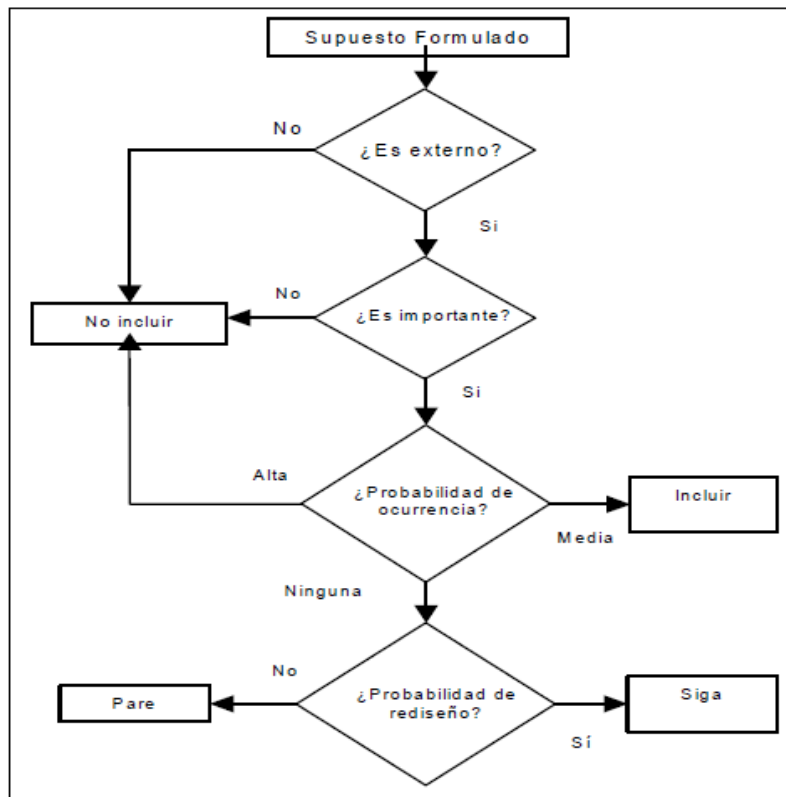 Supuesto Formulado
No
¿Es externo?
Si
No incluir
No
¿Es importante?
Si
Alta
¿Probabilidad de
ocurrencia?
Incluir
Media
Ninguna
No
¿Probabilidad de
rediseño?
Pare
Siga
Sí